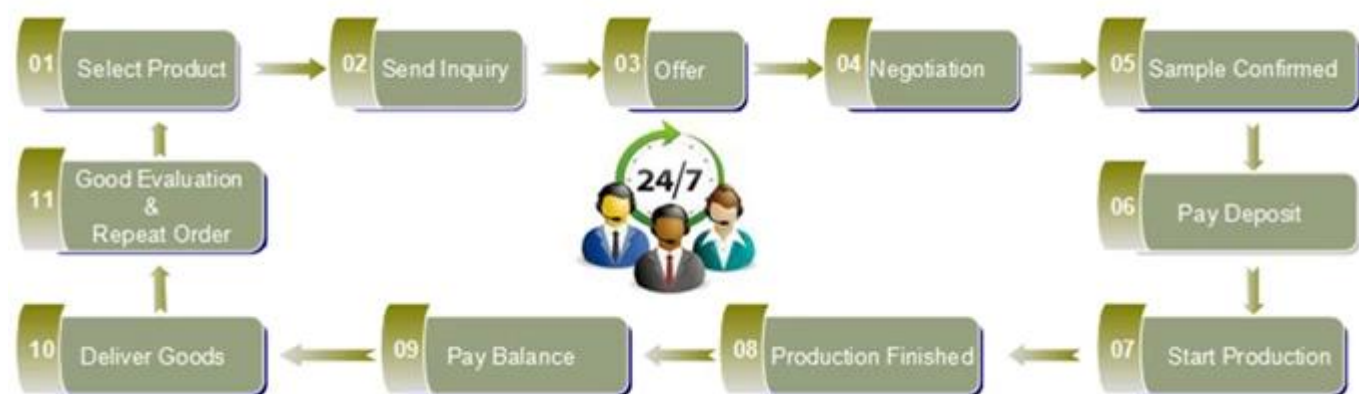 01 Select Product
02 Send Inquiry
03 Offer
04 Negotiation
05 Sample Confirmed
24/7
06 Pay Deposit
07 Start Production
08 Production Finished
09 Pay Balance
10 Deliver Goods
11 Good Evaluation
&
Repeat Order